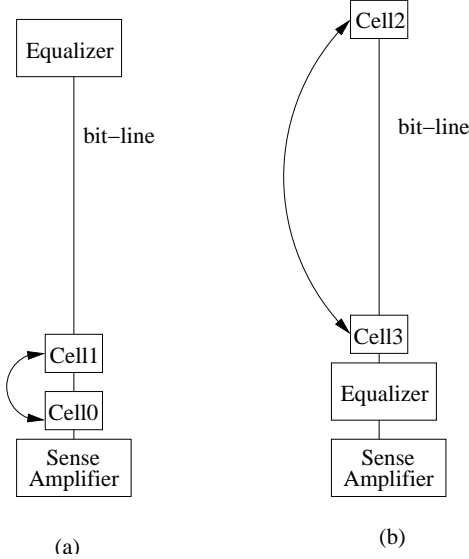 Equalizer
bit–line
Cell1
Cell0
Sense
Amplifier
(a)
Cell2
bit–line
Cell3
Equalizer
Sense
Amplifier
(b)